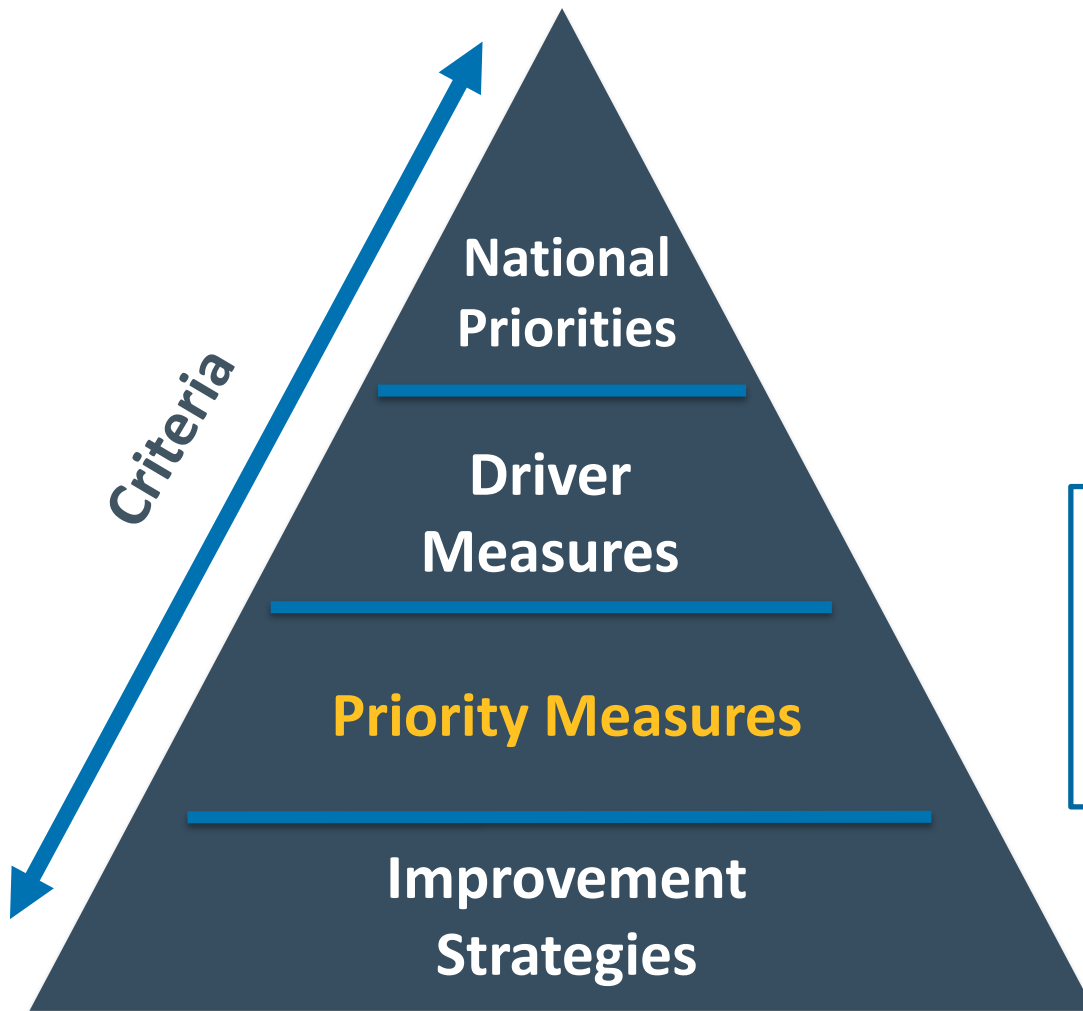 National
Priorities
Criteria
Driver
Measures
Priority Measures
Improvement
Strategies